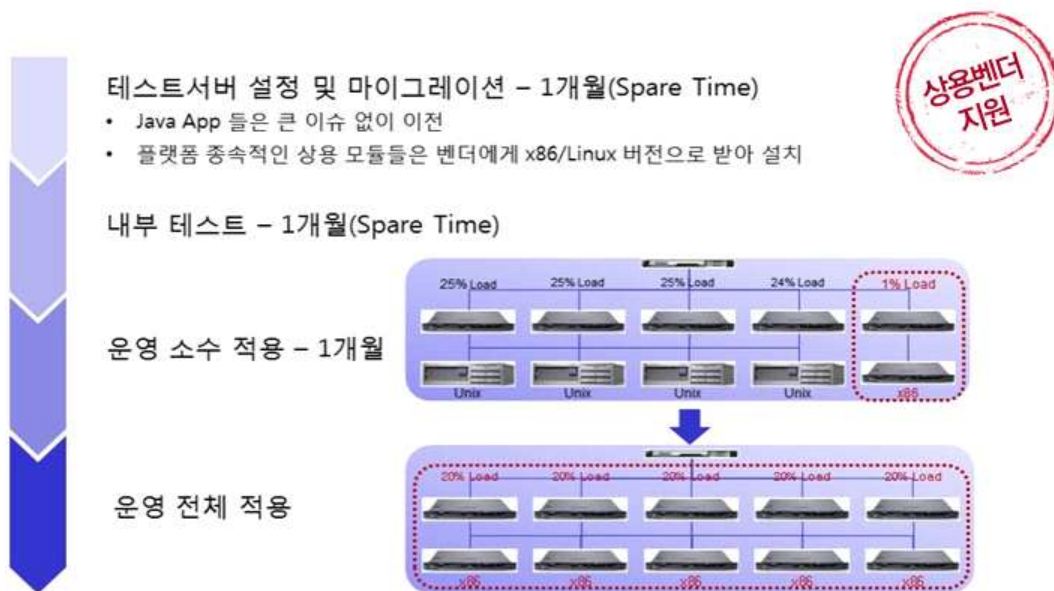 상용벤더
지원
테스트서버 설정 및 마이그레이션 – 1개월(Spare Time)
• Java App 들은 큰 이슈 없이 이전
• 플랫폼 종속적인 상용 모듈들은 벤더에게 x86/Linux 버전으로 받아 설치
내부 테스트 – 1개월(Spare Time)
25% Load 25% Load 25% Load 24% Load 1% Load
운영 소수 적용 – 1개월
Unix Unix Unix Unix x86
20% Load 20% Load 20% Load 20% Load 20% Load
운영 전체 적용
x86 x86 x86 x86 x86